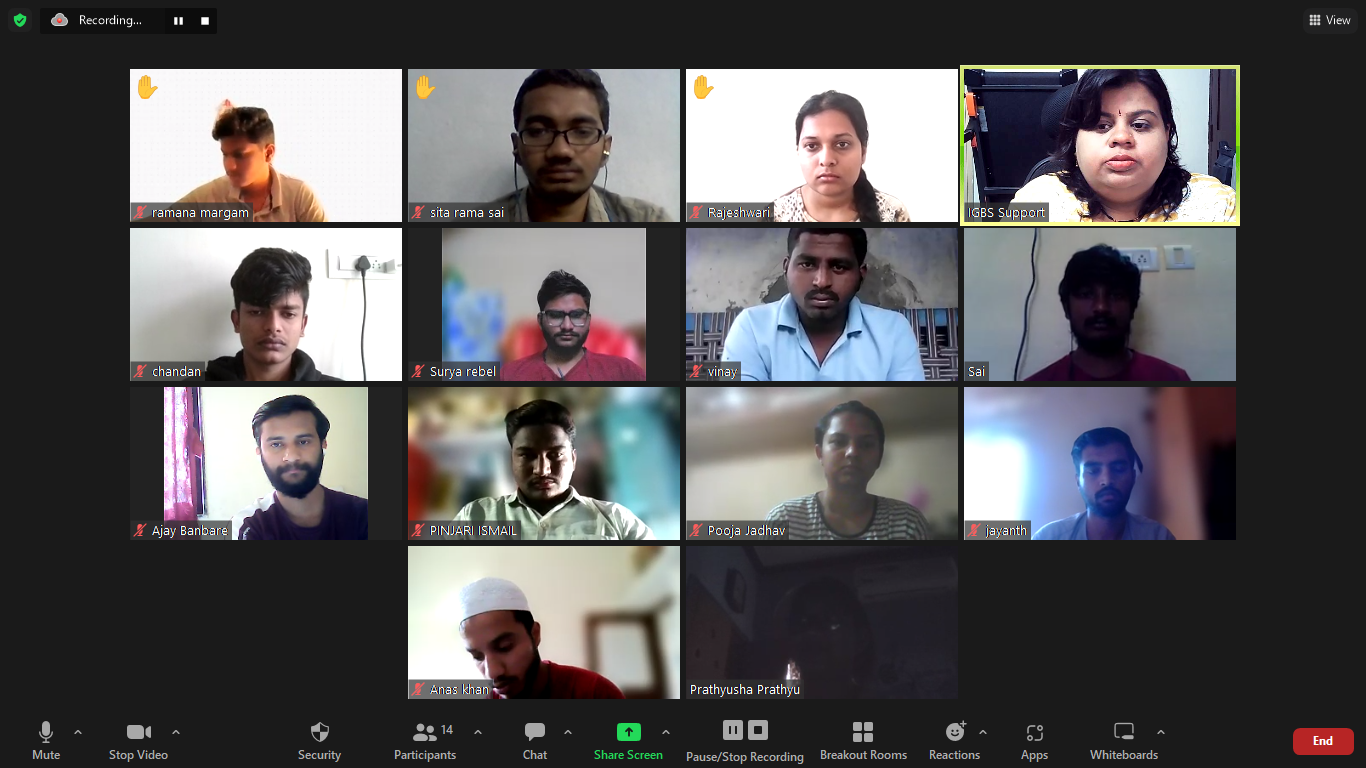 Recording...
View
ramana margam
sita rama sai
Rajeshwari
IGBS Support
chandan
Surya rebel
vinay
Sai
Ajay Banbare
PINJARI ISMAIL
Pooja Jadhav
jayanth
Anas khan
Prathyusha Prathyu
Mute
Stop Video
Security
Participants
14
Chat
Share Screen
Pause/Stop Recording
Breakout Rooms
Reactions
Apps
Whiteboards
End